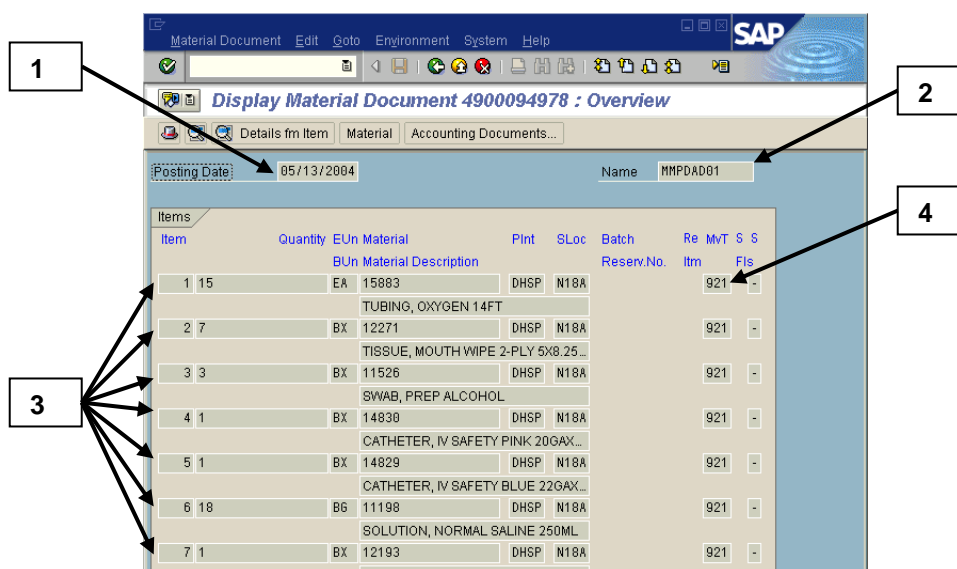 Material Document Edit Goto Environment System Help
SAP
1
Display Material Document 4900094978 : Overview
2
Details fm Item Material Accounting Documents...
Posting Date 05/13/2004 Name MMPDAD01
4
Items
Item Quantity EUn Material Plnt SLoc Batch Re MvT S S
BUn Material Description Reserv.No. Itm FIs
1 15 EA 15883 DHSP N18A 921 -
TUBING, OXYGEN 14FT
2 7 BX 12271 DHSP N18A 921 -
TISSUE, MOUTH WIPE 2-PLY 5X8.25...
3 3 BX 11526 DHSP N18A 921 -
SWAB, PREP ALCOHOL
3
4 1 BX 14830 DHSP N18A 921 -
CATHETER, IV SAFETY PINK 20GAX...
5 1 BX 14829 DHSP N18A 921 -
CATHETER, IV SAFETY BLUE 22GAX...
6 18 BG 11198 DHSP N18A 921 -
SOLUTION, NORMAL SALINE 250ML
7 1 BX 12193 DHSP N18A 921 -